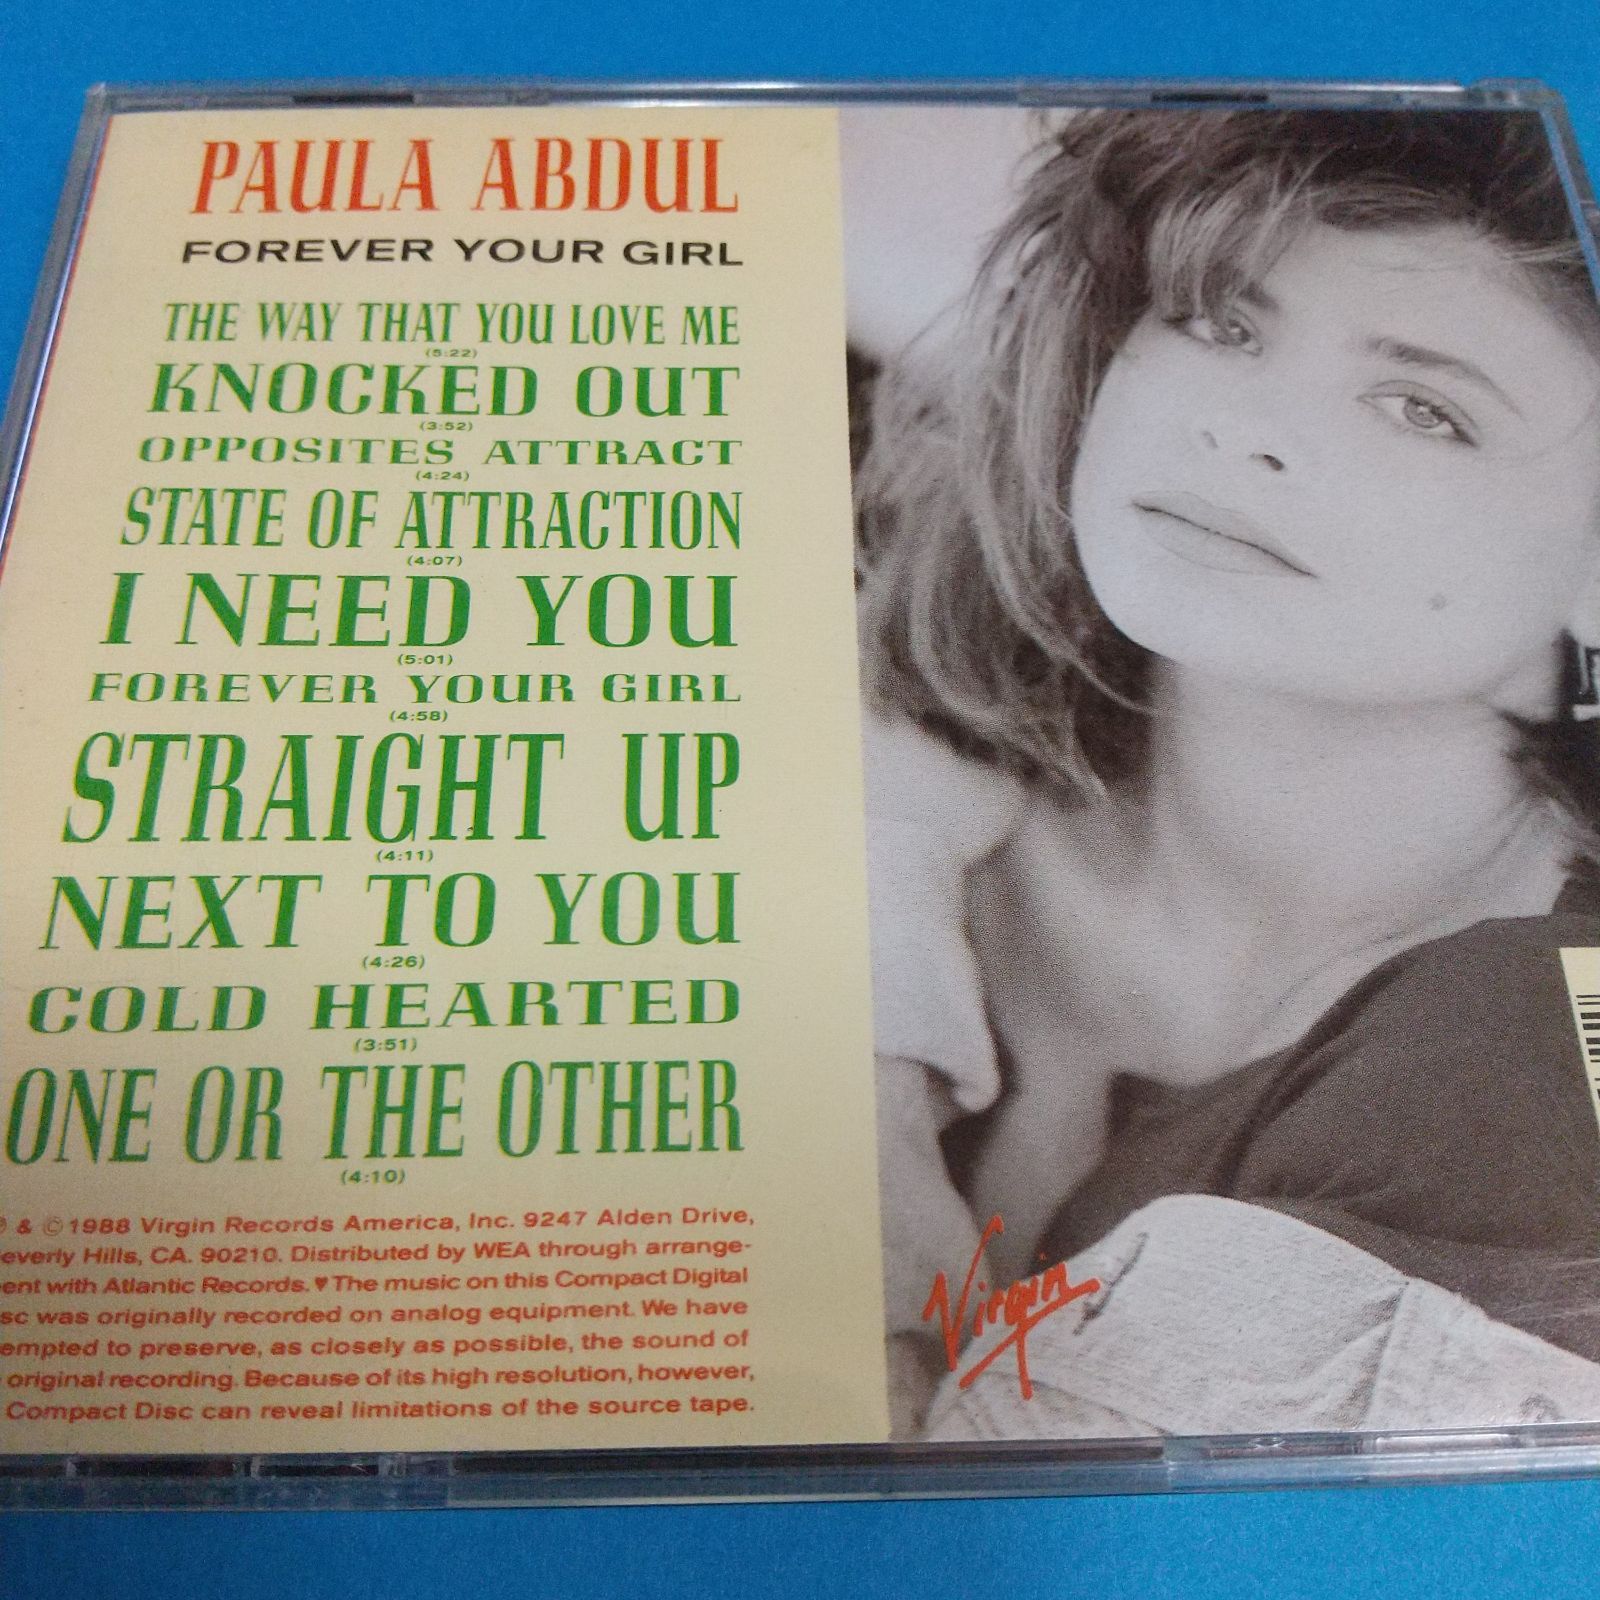 PAULA ABDUL
FOREVER YOUR GIRL
THE WAY THAT YOU LOVE ME
(5:22)
KNOCKED OUT
(3:52)
OPPOSITES ATTRACT
(4:24)
STATE OF ATTRACTION
(4:07)
I NEED YOU
(5:01)
FOREVER YOUR GIRL
(4:58)
STRAIGHT UP
(4:11)
NEXT TO YOU
(4:26)
COLD HEARTED
(3:51)
ONE OR THE OTHER
(4:10)
℗ & ©1988 Virgin Records America, Inc. 9247 Alden Drive,
everly Hills, CA. 90210. Distributed by WEA through arrange-
ent with Atlantic Records. ♥ The music on this Compact Digital
sc was originally recorded on analog equipment. We have
empted to preserve, as closely as possible, the sound of
original recording. Because of its high resolution, however,
Compact Disc can reveal limitations of the source tape.
Virgin